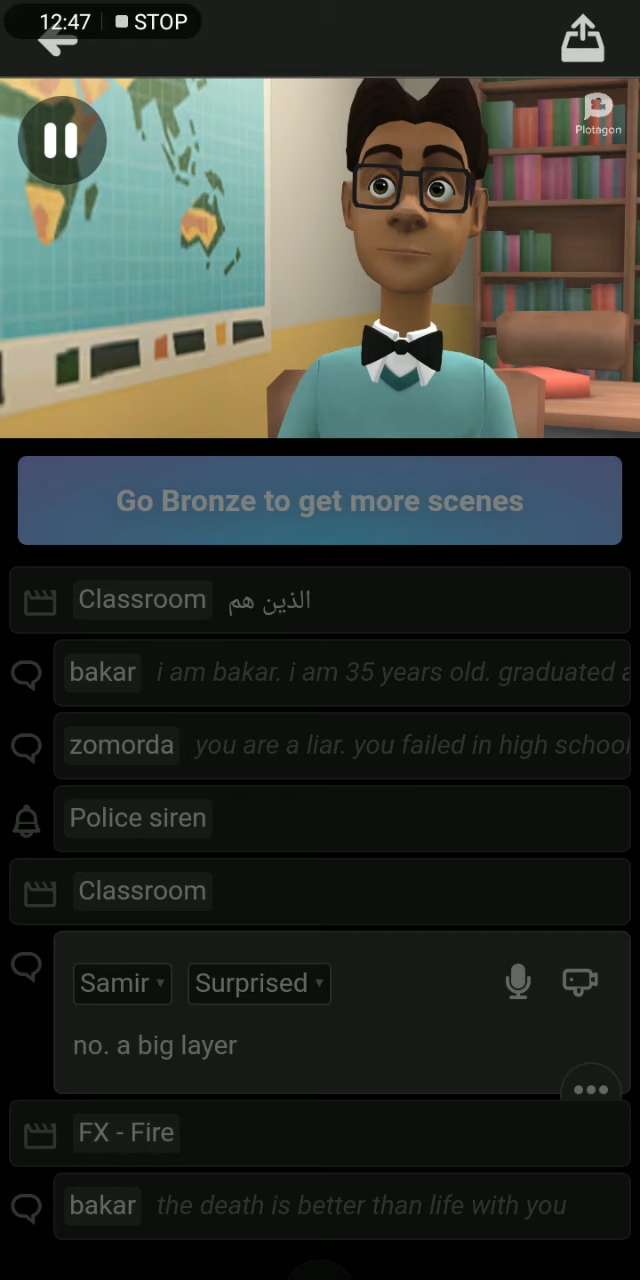 12:47 STOP
Plotagon
Go Bronze to get more scenes
Classroom الذين هم
bakar i am bakar. i am 35 years old. graduated
zomorda you are a liar. you failed in high school
Police siren
Classroom
Samir Surprised
no. a big layer
FX - Fire
bakar the death is better than life with you